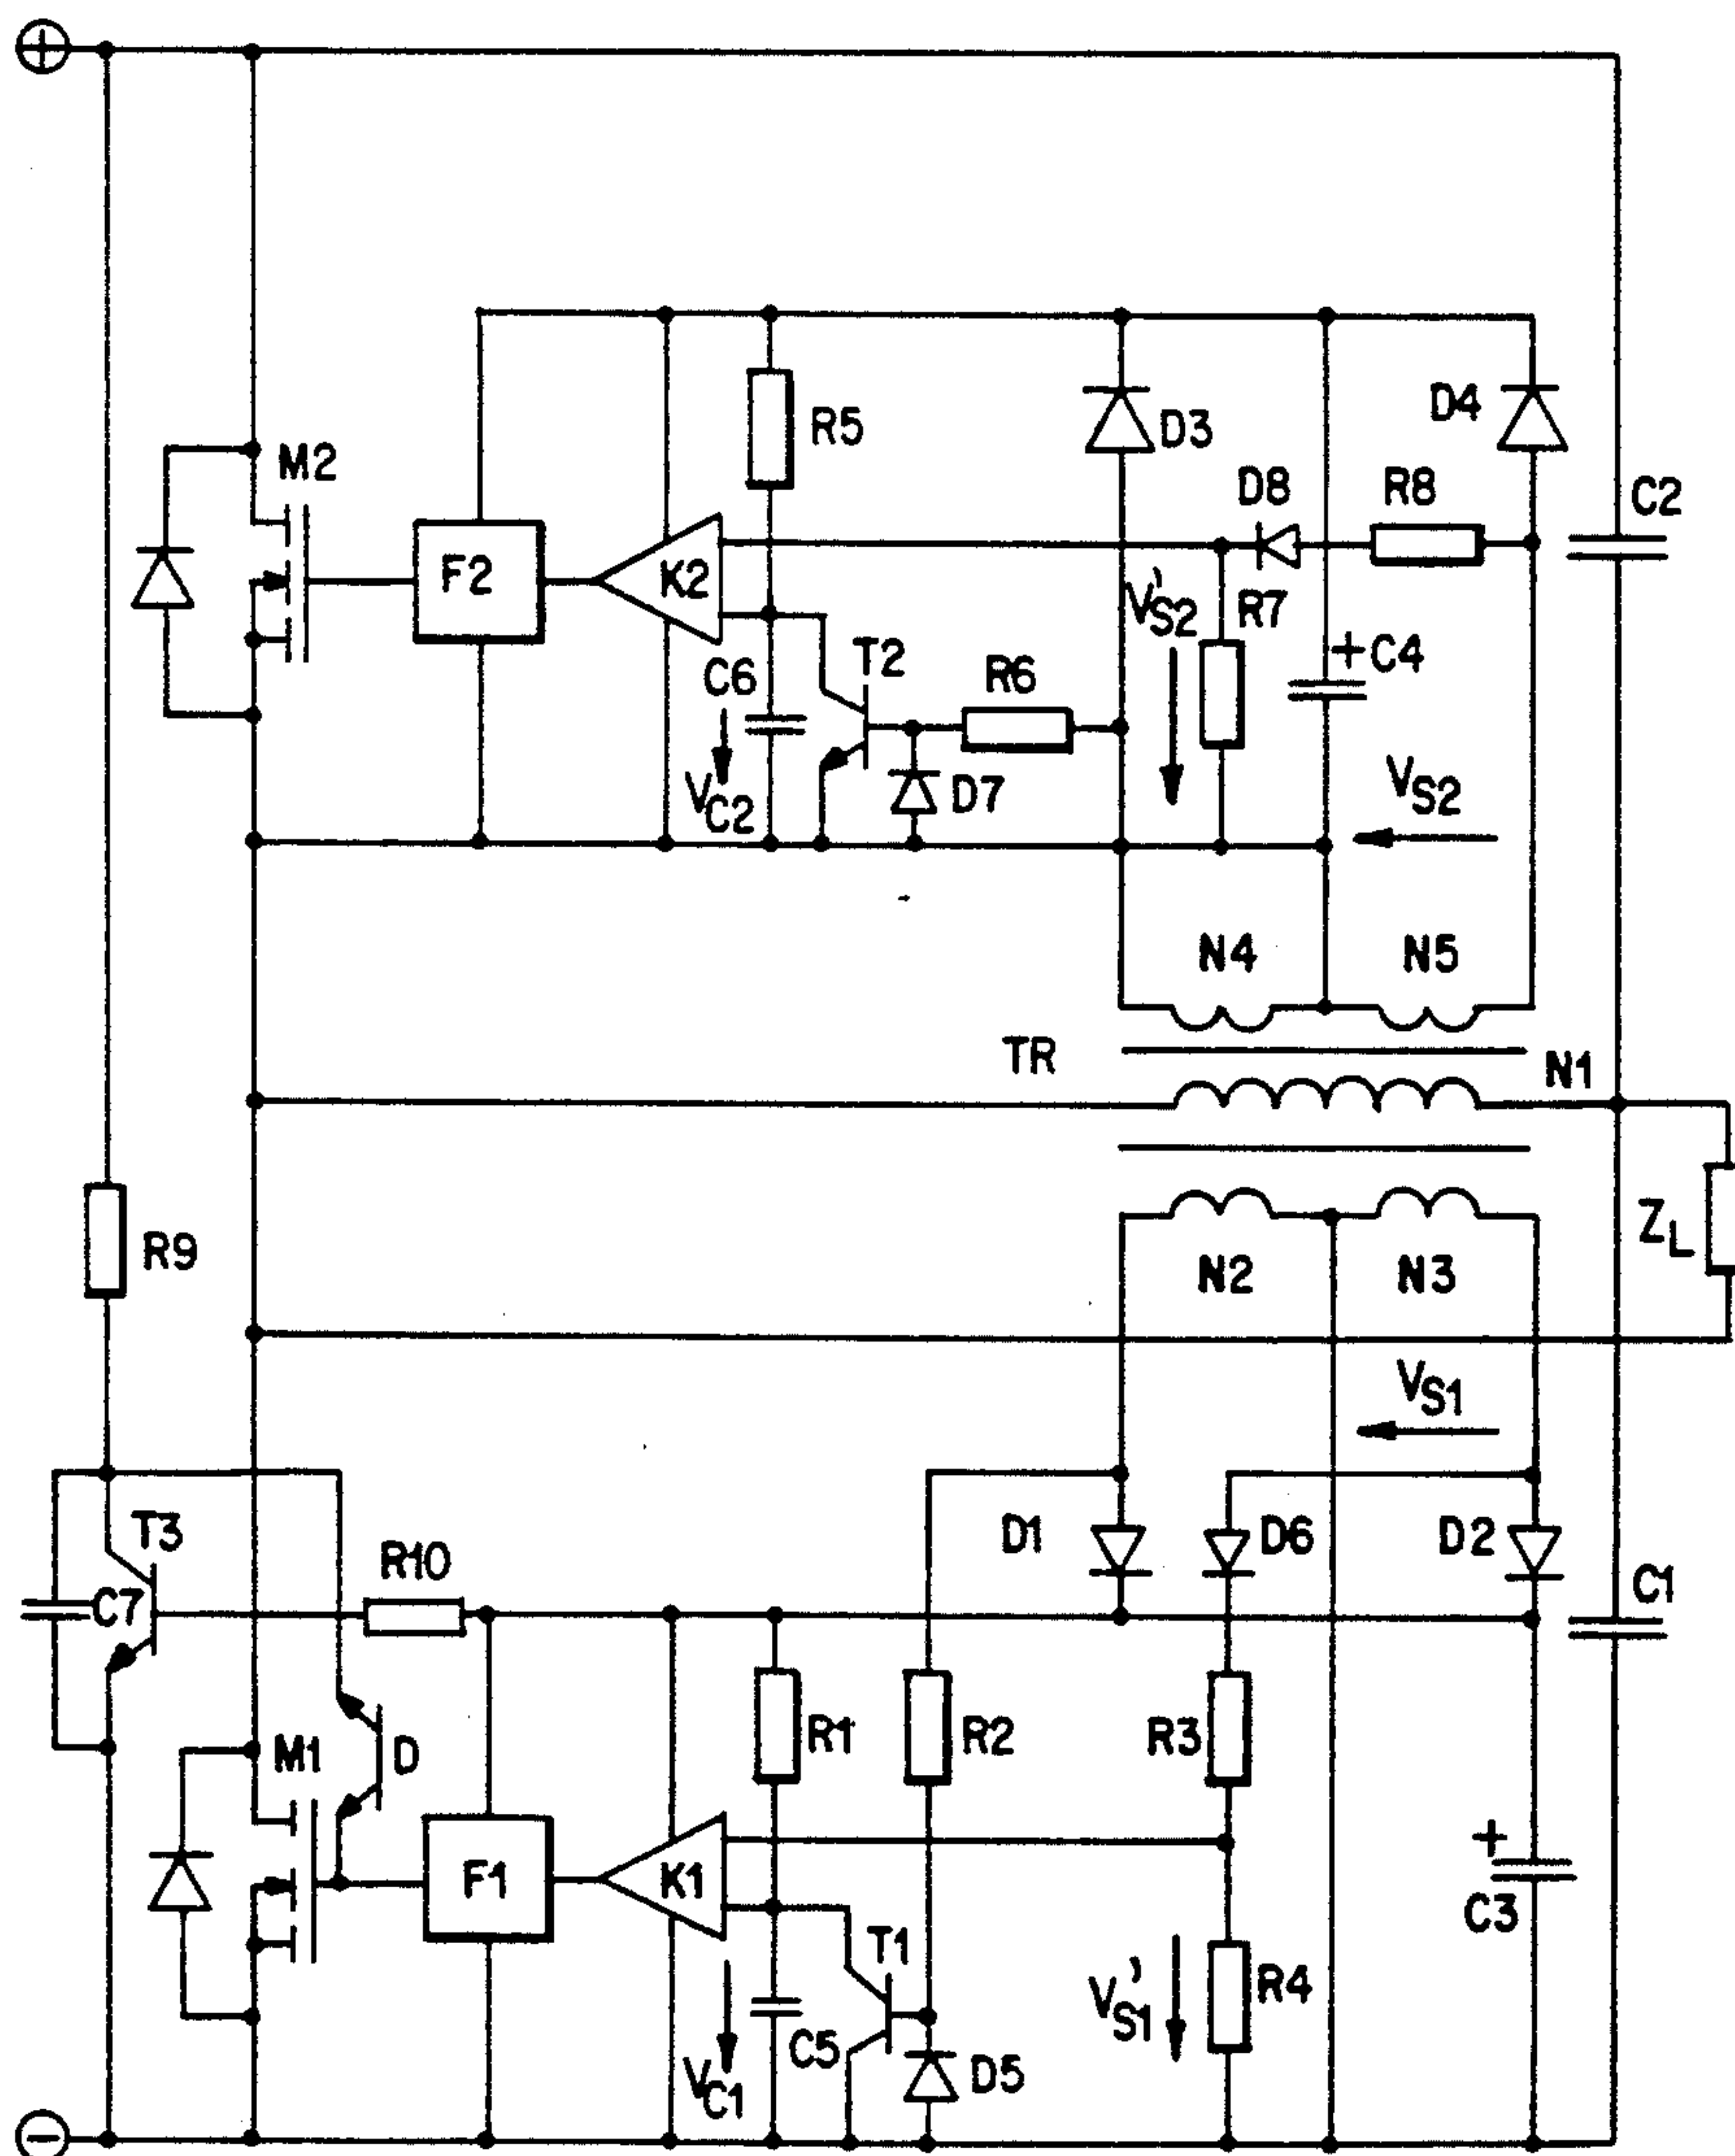 +
M2
F2
K2
R5
D3
D4
D8
R8
C2
V'S2
R7
+ C4
T2
C6
R6
VC2
D7
VS2
N4
N5
TR
N1
R9
N2
N3
ZL
VS1
T3
D1
D6
D2
C7
R10
C1
M1
D
R1
R2
R3
F1
K1
+
C3
T1
V'S1
R4
C5
VC1
D5
−